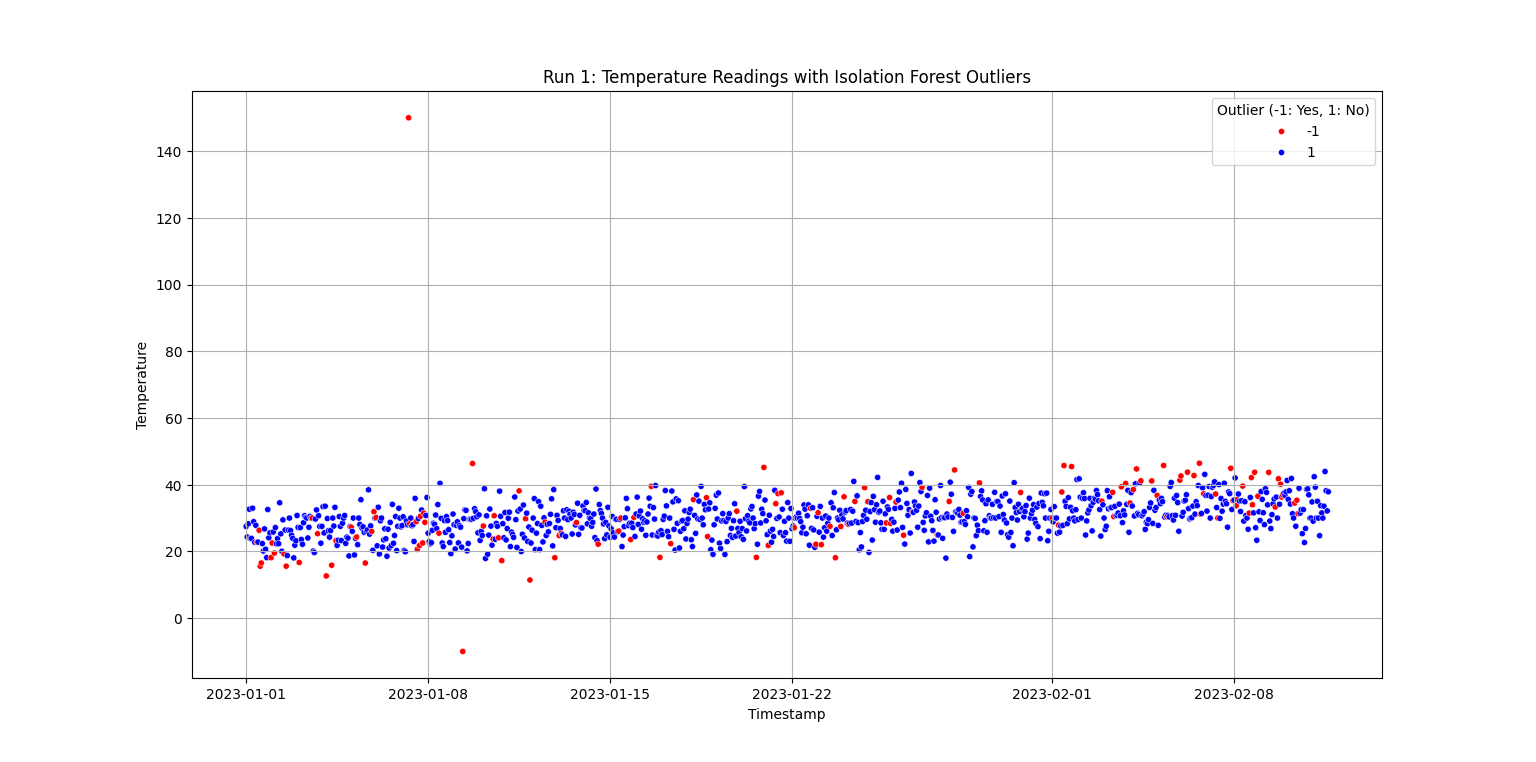 Run 1: Temperature Readings with Isolation Forest Outliers
Outlier (-1: Yes, 1: No)
-1
1
140
120
100
80
60
40
20
0
Temperature
2023-01-01 2023-01-08 2023-01-15 2023-01-22 2023-02-01 2023-02-08
Timestamp